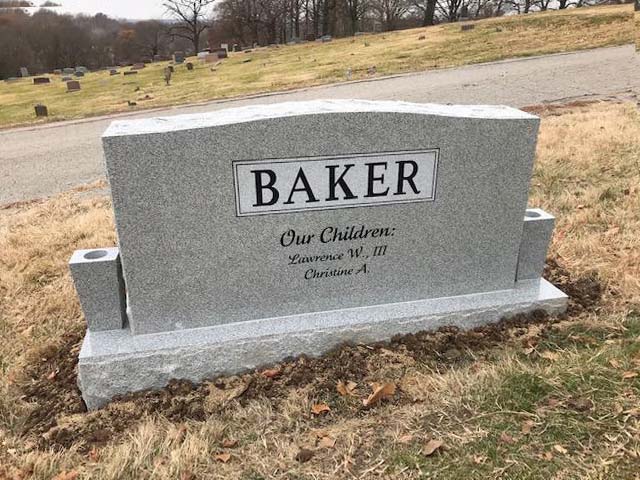 BAKER
Our Children:
Lawrence W., III
Christine A.